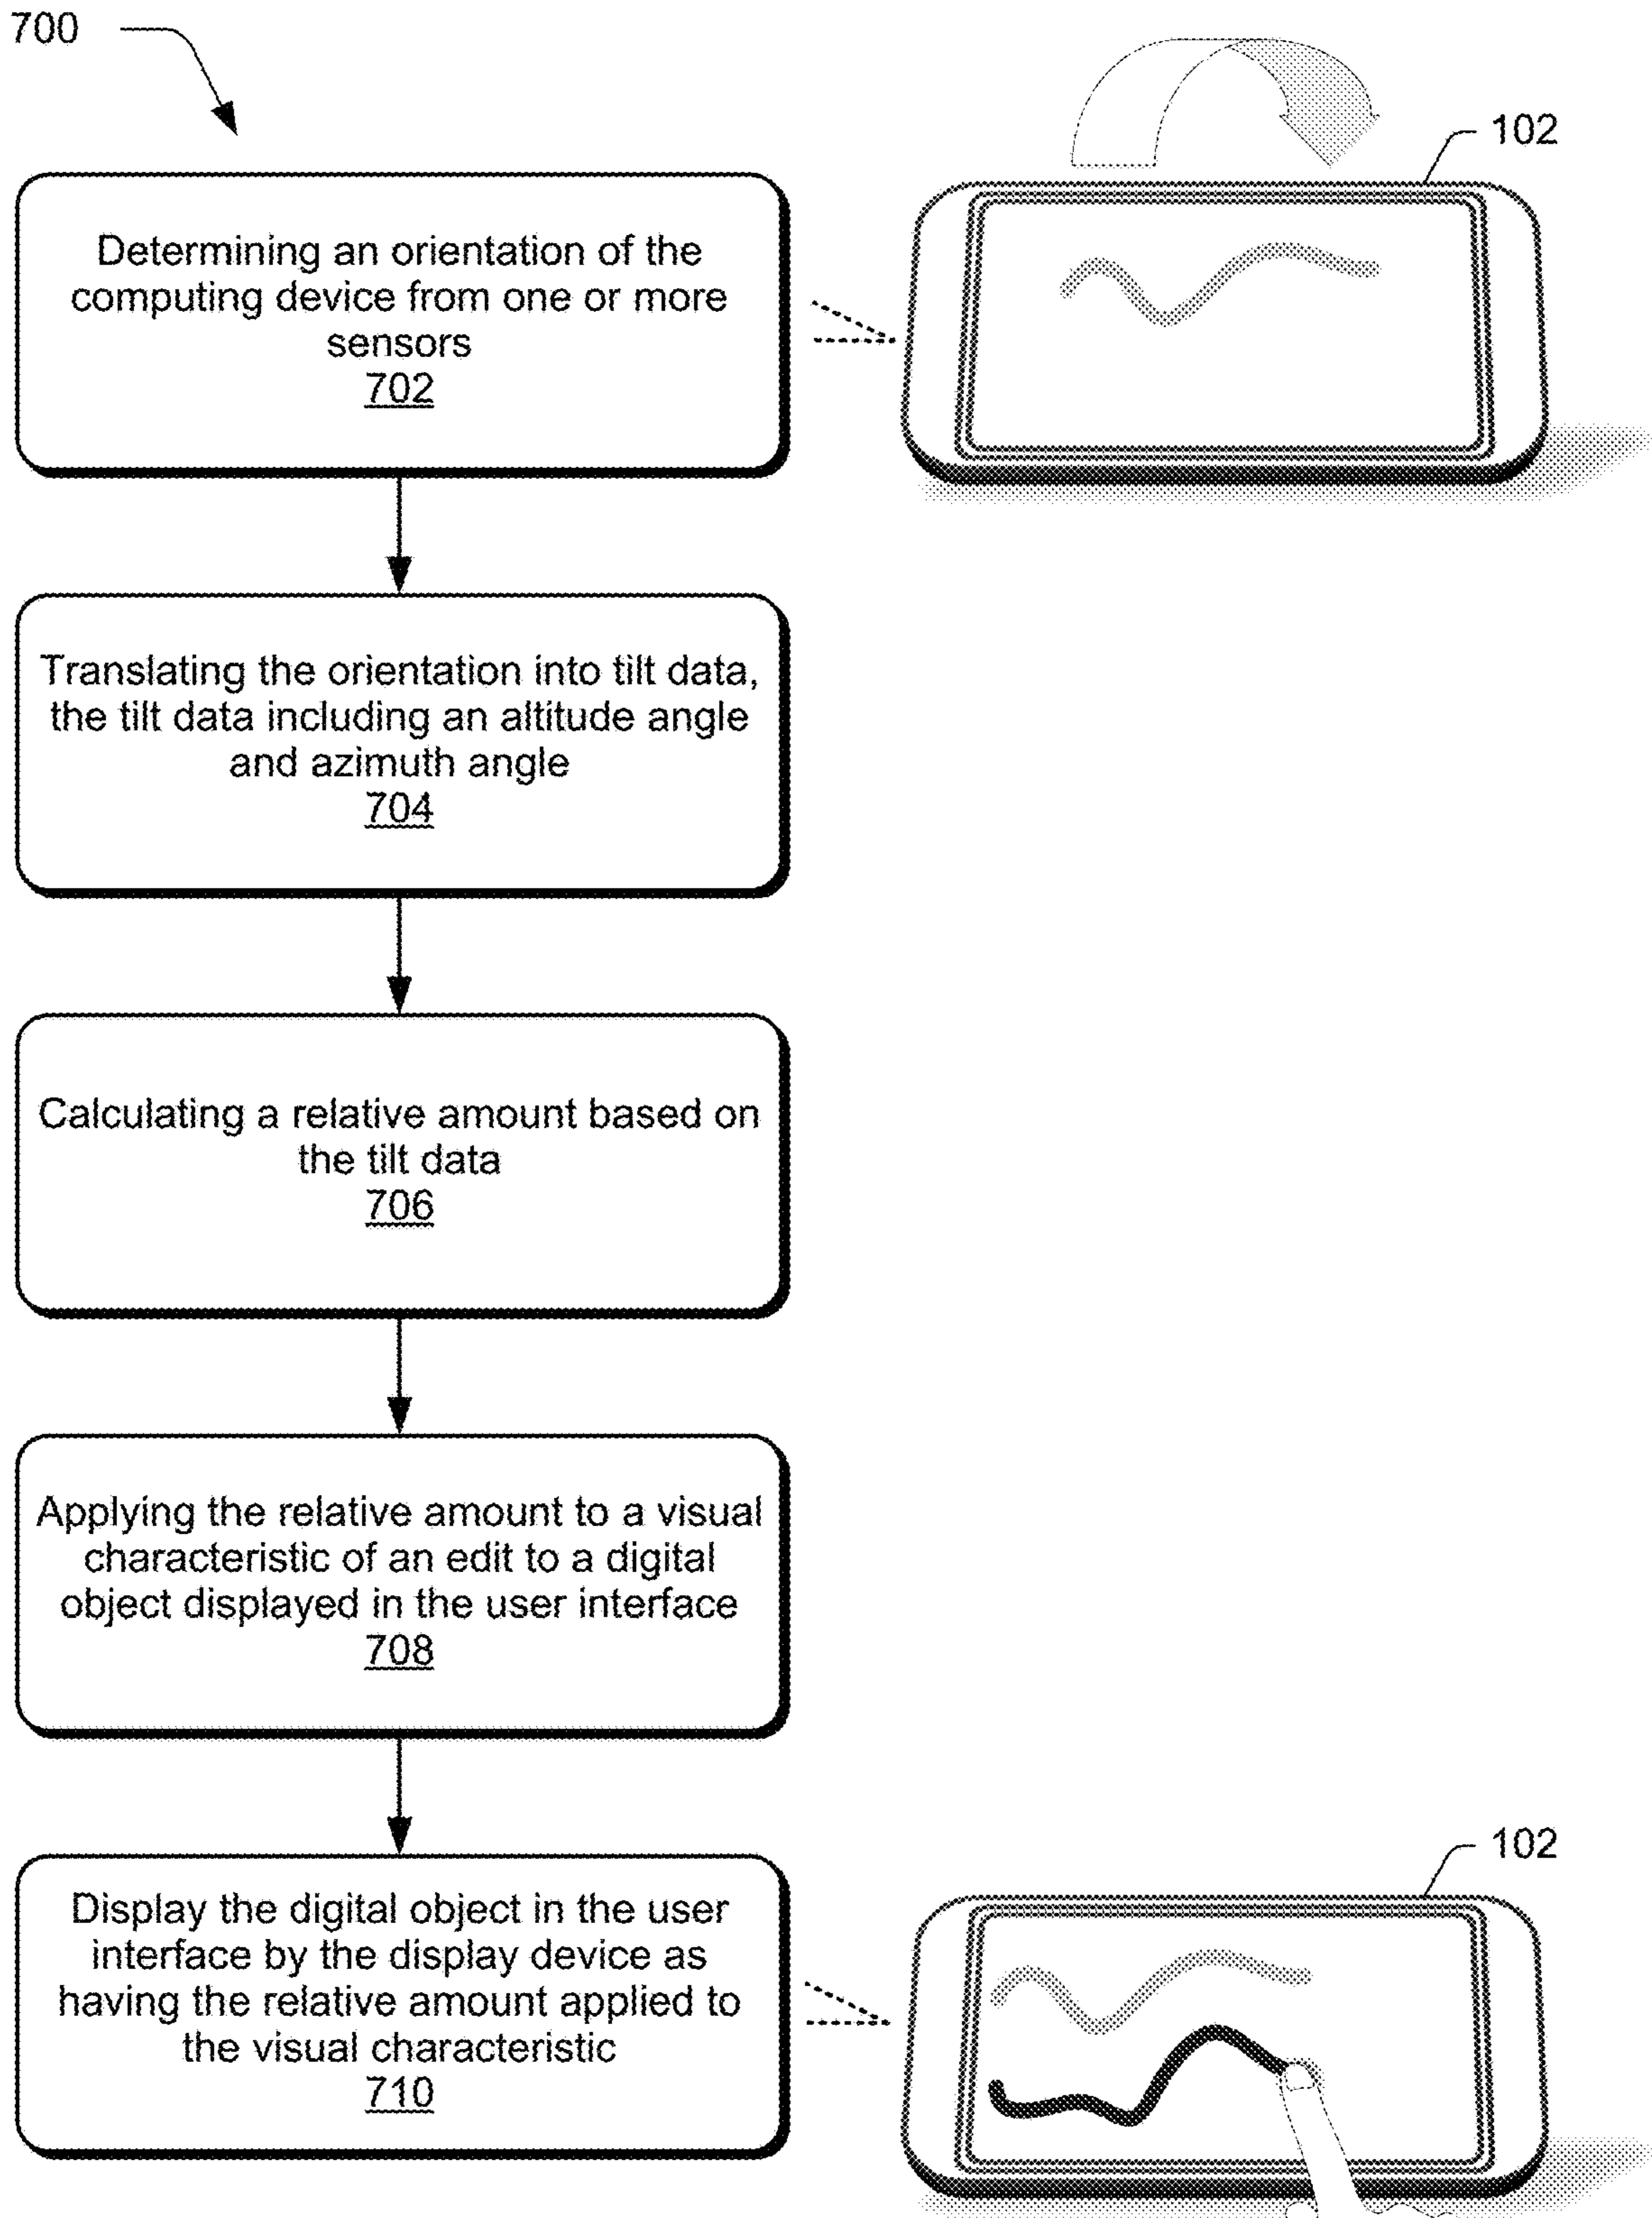 700
102
Determining an orientation of the
computing device from one or more
sensors
702
Translating the orientation into tilt data,
the tilt data including an altitude angle
and azimuth angle
704
Calculating a relative amount based on
the tilt data
706
Applying the relative amount to a visual
characteristic of an edit to a digital
object displayed in the user interface
708
102
Display the digital object in the user
interface by the display device as
having the relative amount applied to
the visual characteristic
710